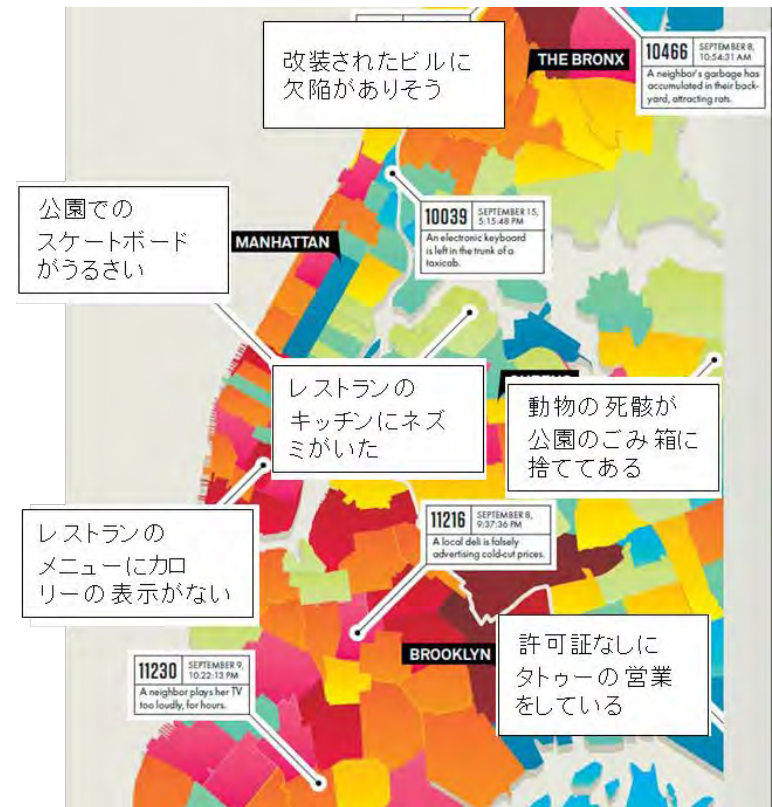 改装されたビルに
欠陥がありそう
THE BRONX
10466
SEPTEMBER 8,
10:54:31 AM
A neighbor's garbage has
accumulated in their back-
yard, attracting rats.
公園での
スケートボード
がうるさい
MANHATTAN
10039
SEPTEMBER 15,
5:15:48 PM
An electronic keyboard
is left in the trunk of a
taxicab.
レストランの
キッチンにネズ
ミがいた
動物の死骸が
公園のごみ箱に
捨ててある
レストランの
メニューにカロ
リーの表示がない
11216
SEPTEMBER 8,
9:37:36 PM
A local deli is falsely
advertising cold-cut prices.
BROOKLYN
許可証なしに
タトゥーの営業
をしている
11230
SEPTEMBER 9,
10:22:13 PM
A neighbor plays her TV
too loudly, for hours.